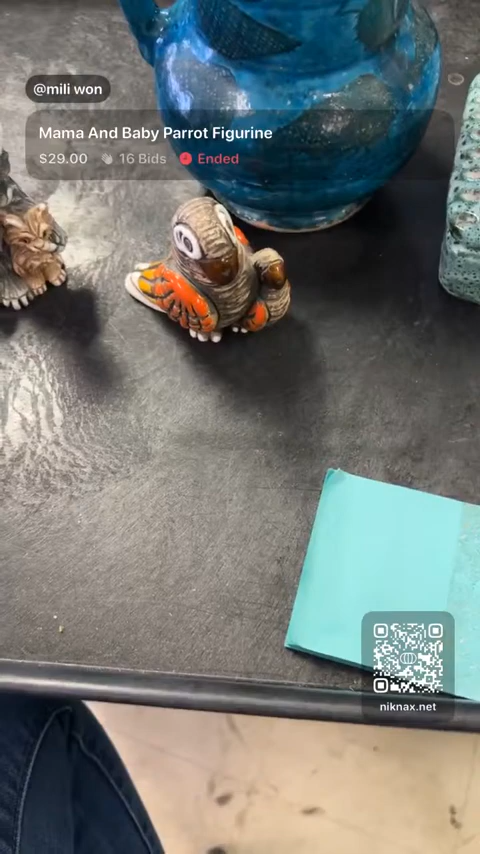 @mili won
Mama And Baby Parrot Figurine
$29.00 16 Bids Ended
niknax.net